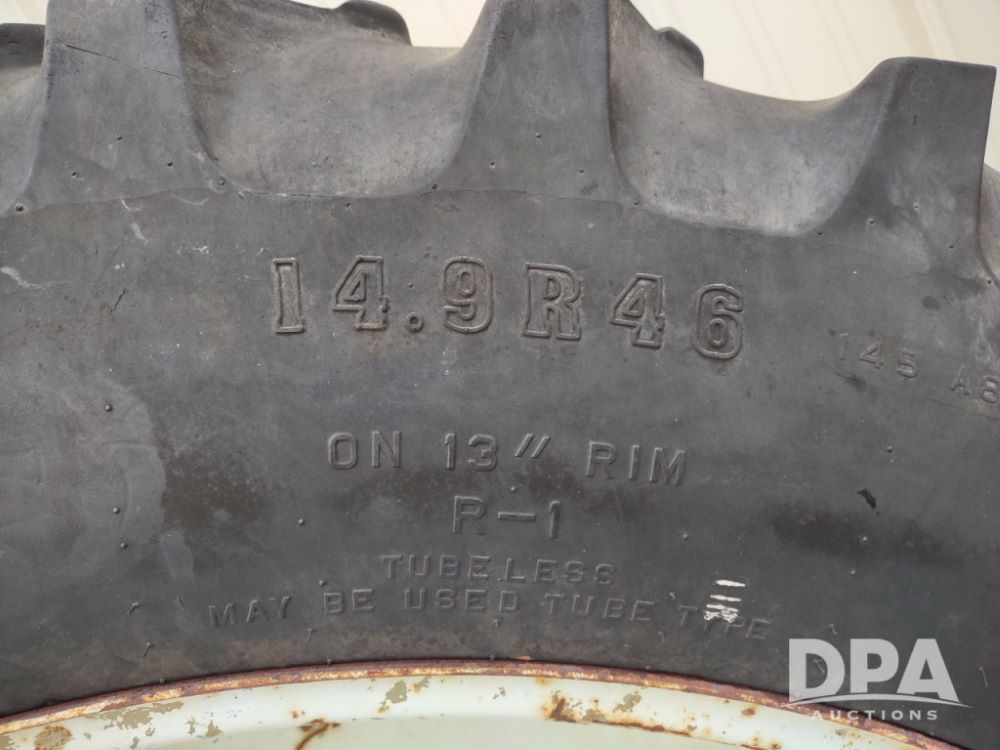 14.9R46
145 A8
ON 13" RIM
R-1
TUBELESS
MAY BE USED TUBE TYPE
DPA
AUCTIONS